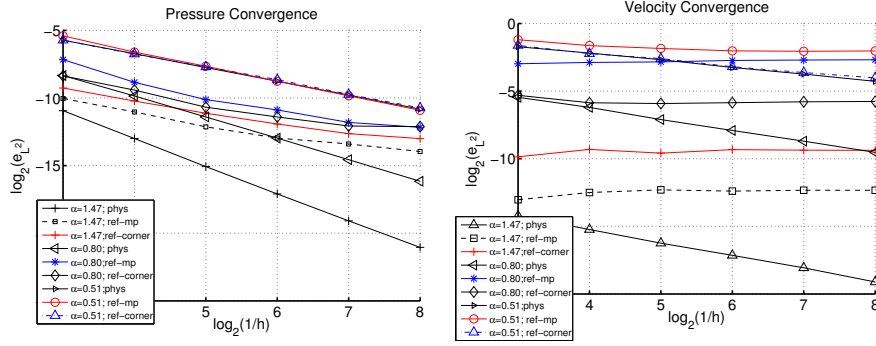 Pressure Convergence
-5
-10
-15
log2(eL2)
5
6
7
8
log2(1/h)
α=1.47; phys
α=1.47; ref-mp
α=1.47;ref-corner
α=0.80; phys
α=0.80;ref-mp
α=0.80; ref-corner
α=0.51;phys
α=0.51; ref-mp
α=0.51; ref-corner
Velocity Convergence
0
-5
-10
log2(eL2)
4
5
6
7
8
log2(1/h)
α=1.47; phys
α=1.47; ref-mp
α=1.47;ref-corner
α=0.80; phys
α=0.80;ref-mp
α=0.80; ref-corner
α=0.51;phys
α=0.51; ref-mp
α=0.51; ref-corner